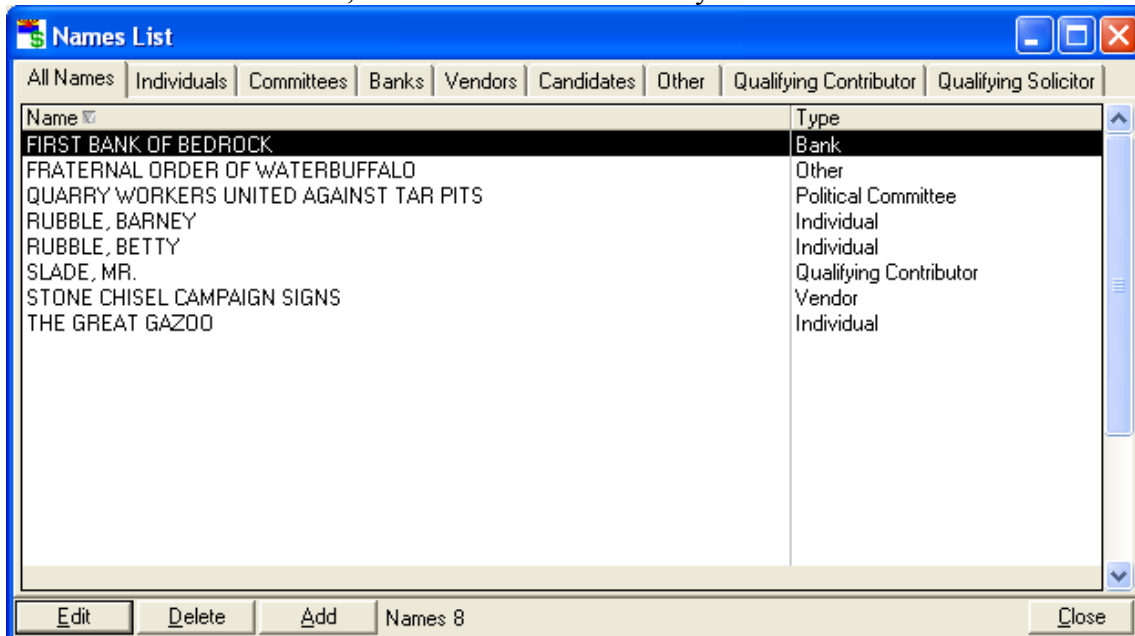 Names List
All Names Individuals Committees Banks Vendors Candidates Other Qualifying Contributor Qualifying Solicitor
Name Type
FIRST BANK OF BEDROCK Bank
FRATERNAL ORDER OF WATERBUFFALO Other
QUARRY WORKERS UNITED AGAINST TAR PITS Political Committee
RUBBLE, BARNEY Individual
RUBBLE, BETTY Individual
SLADE, MR. Qualifying Contributor
STONE CHISEL CAMPAIGN SIGNS Vendor
THE GREAT GAZOO Individual
Edit Delete Add Names 8 Close